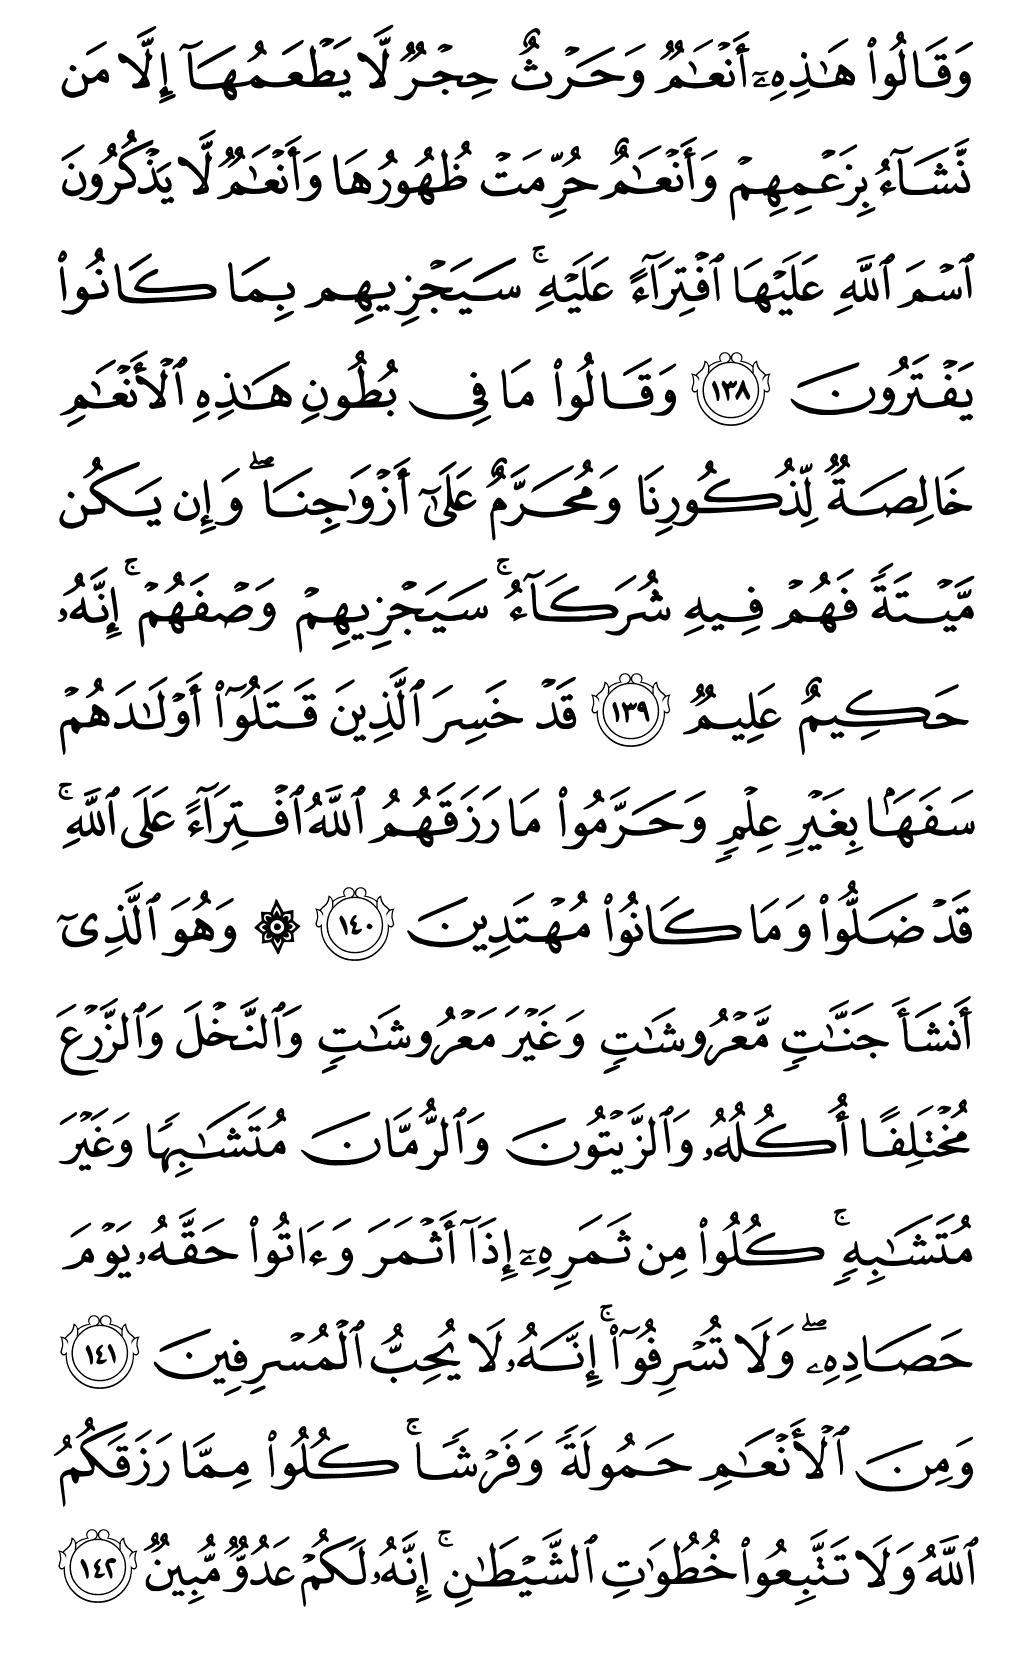 وَقَالُوا۟ هَـٰذِهِۦٓ أَنْعَـٰمٌۭ وَحَرْثٌ حِجْرٌۭ لَّا يَطْعَمُهَآ إِلَّا مَن
نَّشَآءُ بِزَعْمِهِمْ وَأَنْعَـٰمٌ حُرِّمَتْ ظُهُورُهَا وَأَنْعَـٰمٌۭ لَّا يَذْكُرُونَ
ٱسْمَ ٱللَّهِ عَلَيْهَا ٱفْتِرَآءً عَلَيْهِ ۚ سَيَجْزِيهِم بِمَا كَانُوا۟
يَفْتَرُونَ ١٣٨ وَقَالُوا۟ مَا فِى بُطُونِ هَـٰذِهِ ٱلْأَنْعَـٰمِ
خَالِصَةٌۭ لِّذُكُورِنَا وَمُحَرَّمٌ عَلَىٰٓ أَزْوَٰجِنَا ۖ وَإِن يَكُن
مَّيْتَةًۭ فَهُمْ فِيهِ شُرَكَآءُ ۚ سَيَجْزِيهِمْ وَصْفَهُمْ ۚ إِنَّهُۥ
حَكِيمٌ عَلِيمٌۭ ١٣٩ قَدْ خَسِرَ ٱلَّذِينَ قَتَلُوٓا۟ أَوْلَـٰدَهُمْ
سَفَهًۢا بِغَيْرِ عِلْمٍۢ وَحَرَّمُوا۟ مَا رَزَقَهُمُ ٱللَّهُ ٱفْتِرَآءً عَلَى ٱللَّهِ ۚ
قَدْ ضَلُّوا۟ وَمَا كَانُوا۟ مُهْتَدِينَ ١٤٠ ۞ وَهُوَ ٱلَّذِىٓ
أَنشَأَ جَنَّـٰتٍۢ مَّعْرُوشَـٰتٍۢ وَغَيْرَ مَعْرُوشَـٰتٍۢ وَٱلنَّخْلَ وَٱلزَّرْعَ
مُخْتَلِفًا أُكُلُهُۥ وَٱلزَّيْتُونَ وَٱلرُّمَّانَ مُتَشَـٰبِهًۭا وَغَيْرَ
مُتَشَـٰبِهٍۢ ۚ كُلُوا۟ مِن ثَمَرِهِۦٓ إِذَآ أَثْمَرَ وَءَاتُوا۟ حَقَّهُۥ يَوْمَ
حَصَادِهِۦ ۖ وَلَا تُسْرِفُوٓا۟ ۚ إِنَّهُۥ لَا يُحِبُّ ٱلْمُسْرِفِينَ ١٤١
وَمِنَ ٱلْأَنْعَـٰمِ حَمُولَةًۭ وَفَرْشًۭا ۚ كُلُوا۟ مِمَّا رَزَقَكُمُ
ٱللَّهُ وَلَا تَتَّبِعُوا۟ خُطُوَٰتِ ٱلشَّيْطَـٰنِ ۚ إِنَّهُۥ لَكُمْ عَدُوٌّۭ مُّبِينٌۭ ١٤٢